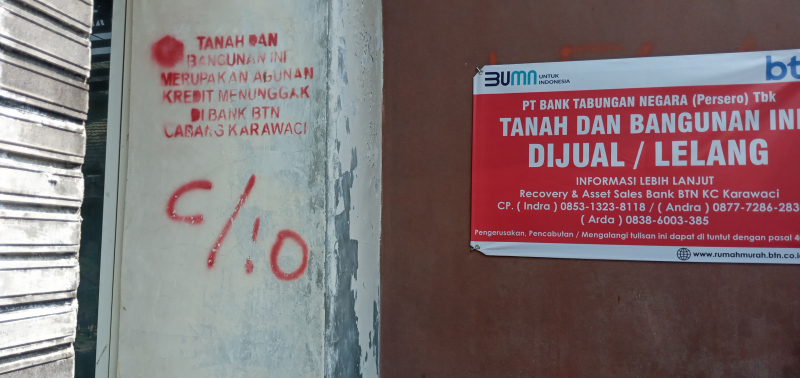 TANAH DAN
BANGUNAN INI
MERUPAKAN AGUNAN
KREDIT MENUNGGAK
DI BANK BTN
CABANG KARAWACI
C/10
BUMN UNTUK
INDONESIA
bt
PT BANK TABUNGAN NEGARA (Persero) Tbk
TANAH DAN BANGUNAN INI
DIJUAL / LELANG
INFORMASI LEBIH LANJUT
Recovery & Asset Sales Bank BTN KC Karawaci
CP. ( Indra ) 0853-1323-8118 / ( Andra ) 0877-7286-283
( Arda ) 0838-6003-385
Pengerusakan, Pencabutan / Mengalangi tulisan ini dapat di tuntut dengan pasal 4
www.rumahmurah.btn.co.i